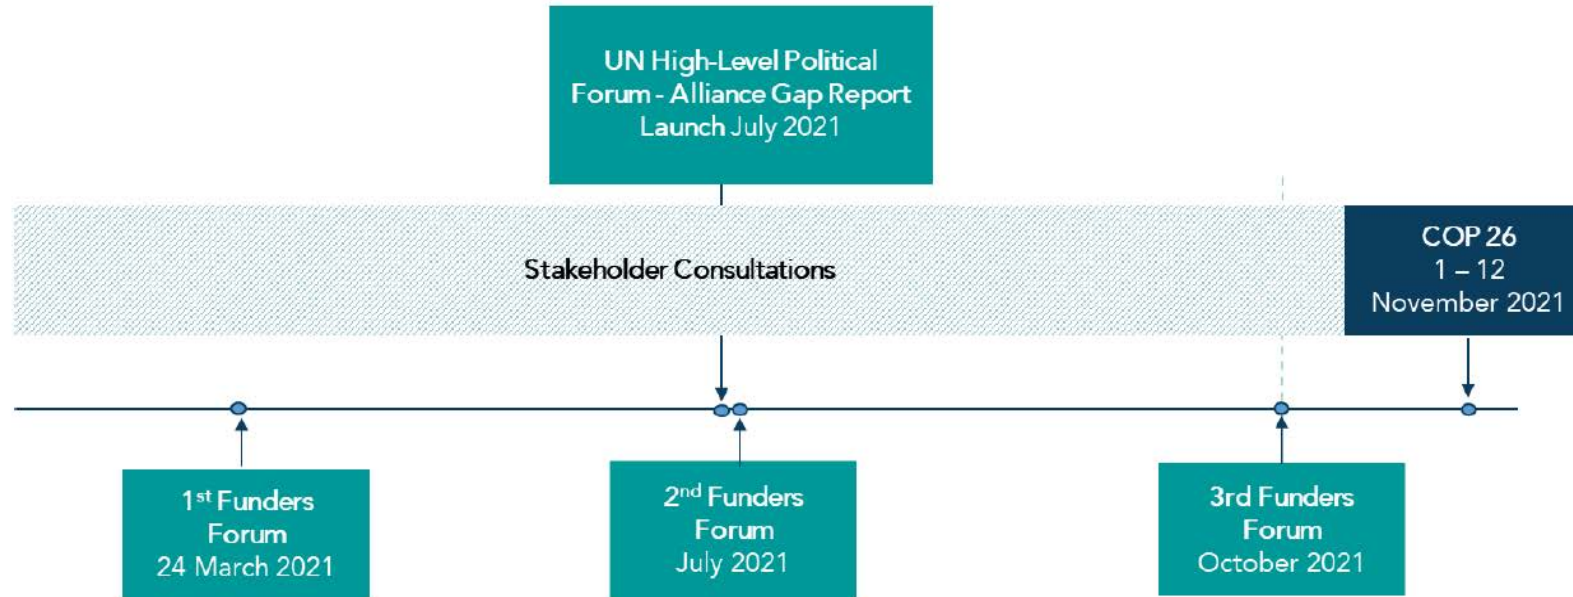 UN High-Level Political
Forum - Alliance Gap Report
Launch July 2021
Stakeholder Consultations
COP 26
1 – 12
November 2021
1st Funders
Forum
24 March 2021
2nd Funders
Forum
July 2021
3rd Funders
Forum
October 2021